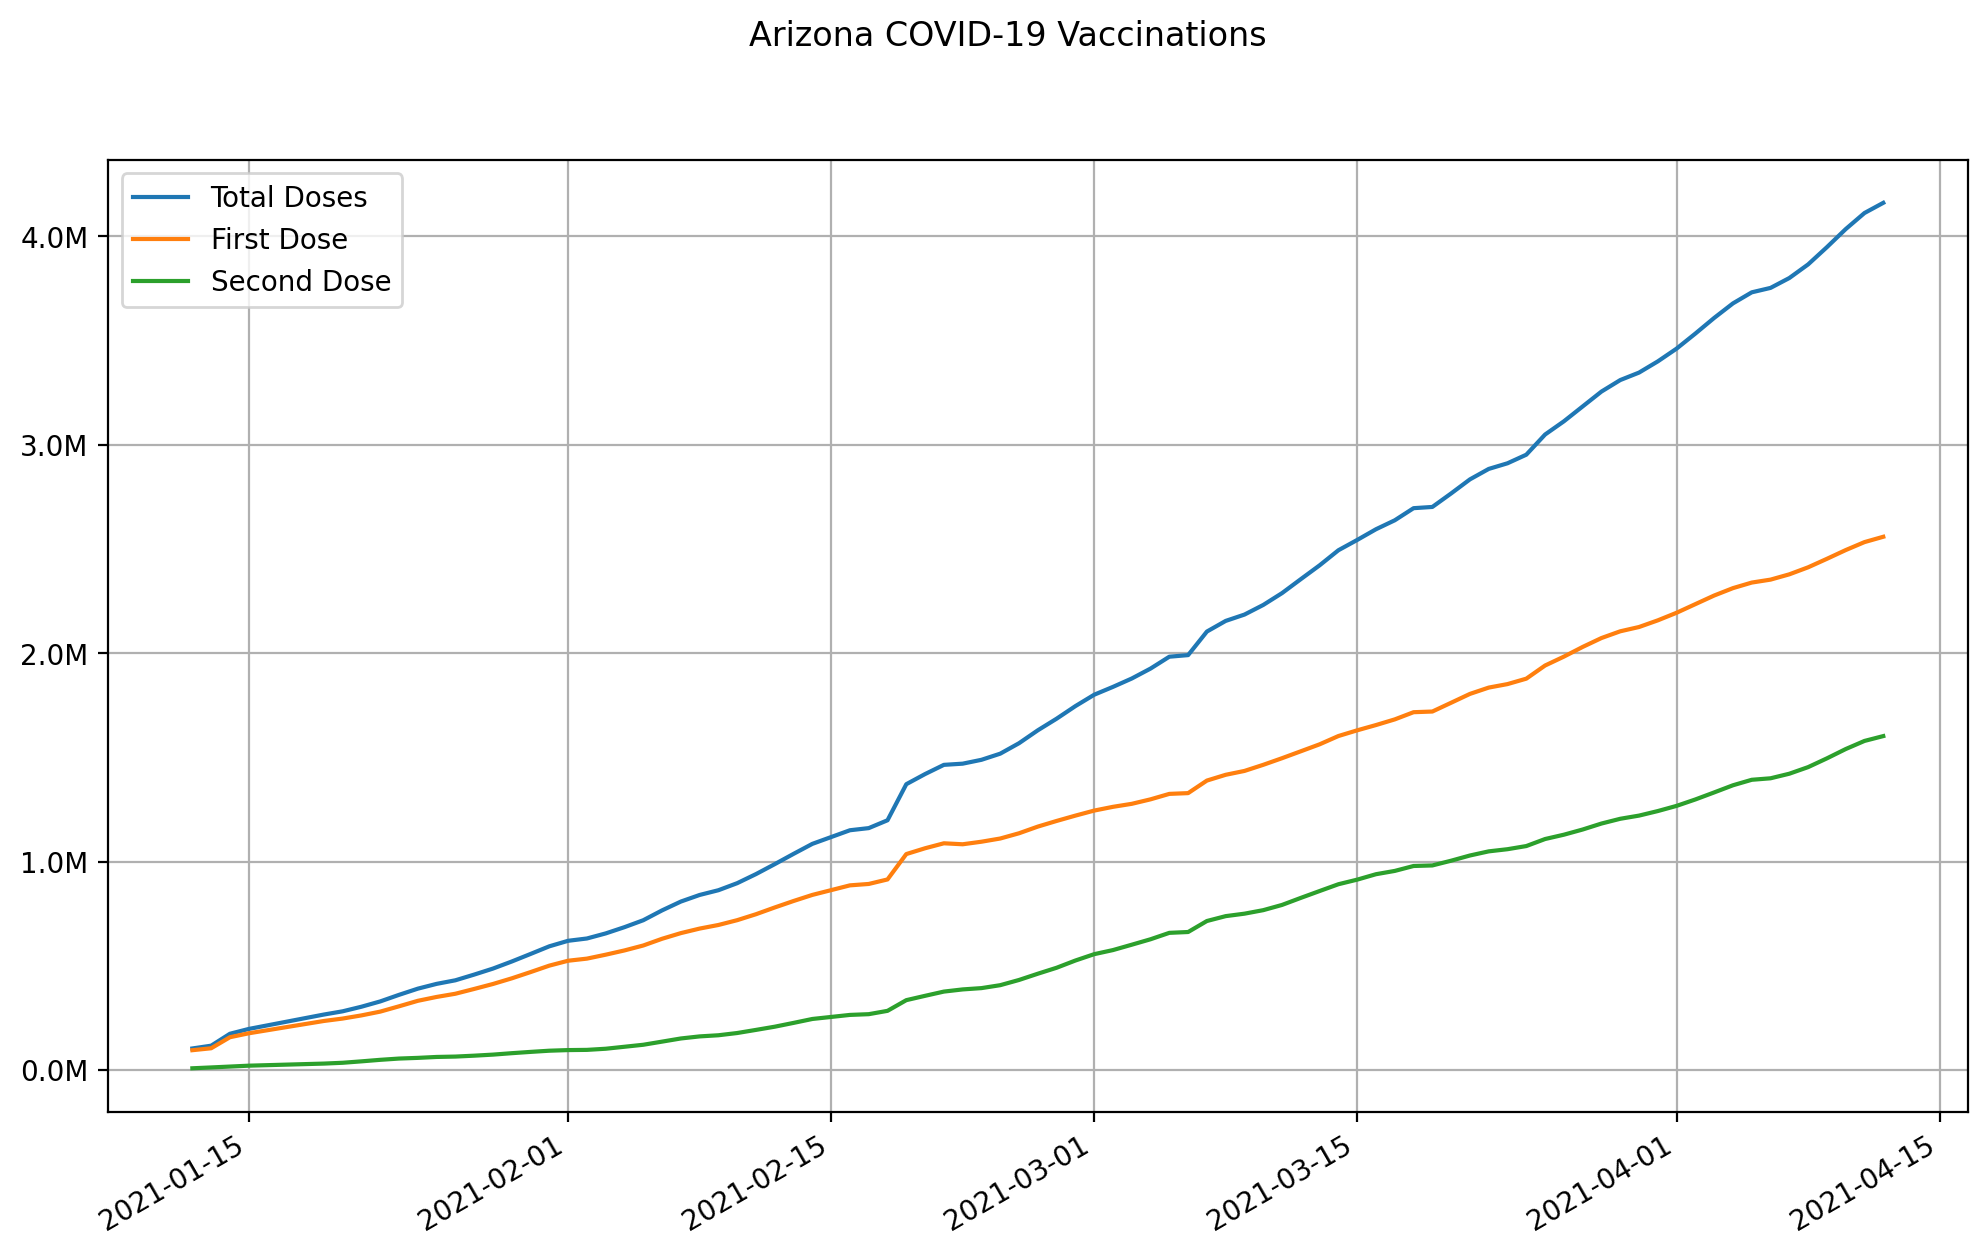 Arizona COVID-19 Vaccinations
Total Doses
First Dose
Second Dose
4.0M
3.0M
2.0M
1.0M
0.0M
2021-01-15
2021-02-01
2021-02-15
2021-03-01
2021-03-15
2021-04-01
2021-04-15